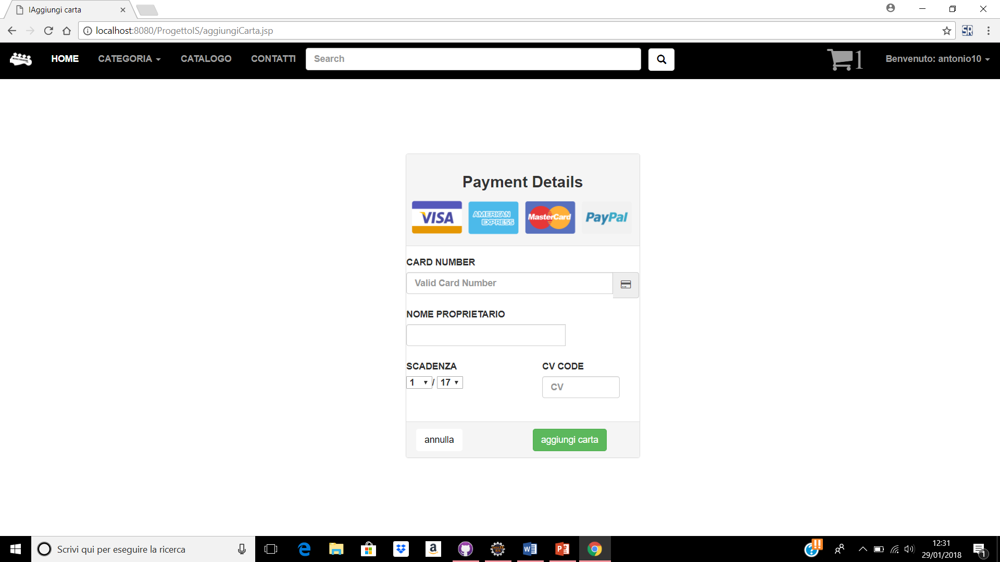 IAggiungi carta
localhost:8080/ProgettoIS/aggiungiCarta.jsp
SR
HOME CATEGORIA CATALOGO CONTATTI Search 1 Benvenuto: antonio10
Payment Details
VISA AMERICAN EXPRESS MasterCard PayPal
CARD NUMBER
Valid Card Number
NOME PROPRIETARIO
SCADENZA CV CODE
1 / 17 CV
annulla aggiungi carta
Scrivi qui per eseguire la ricerca
12:31
29/01/2018
1